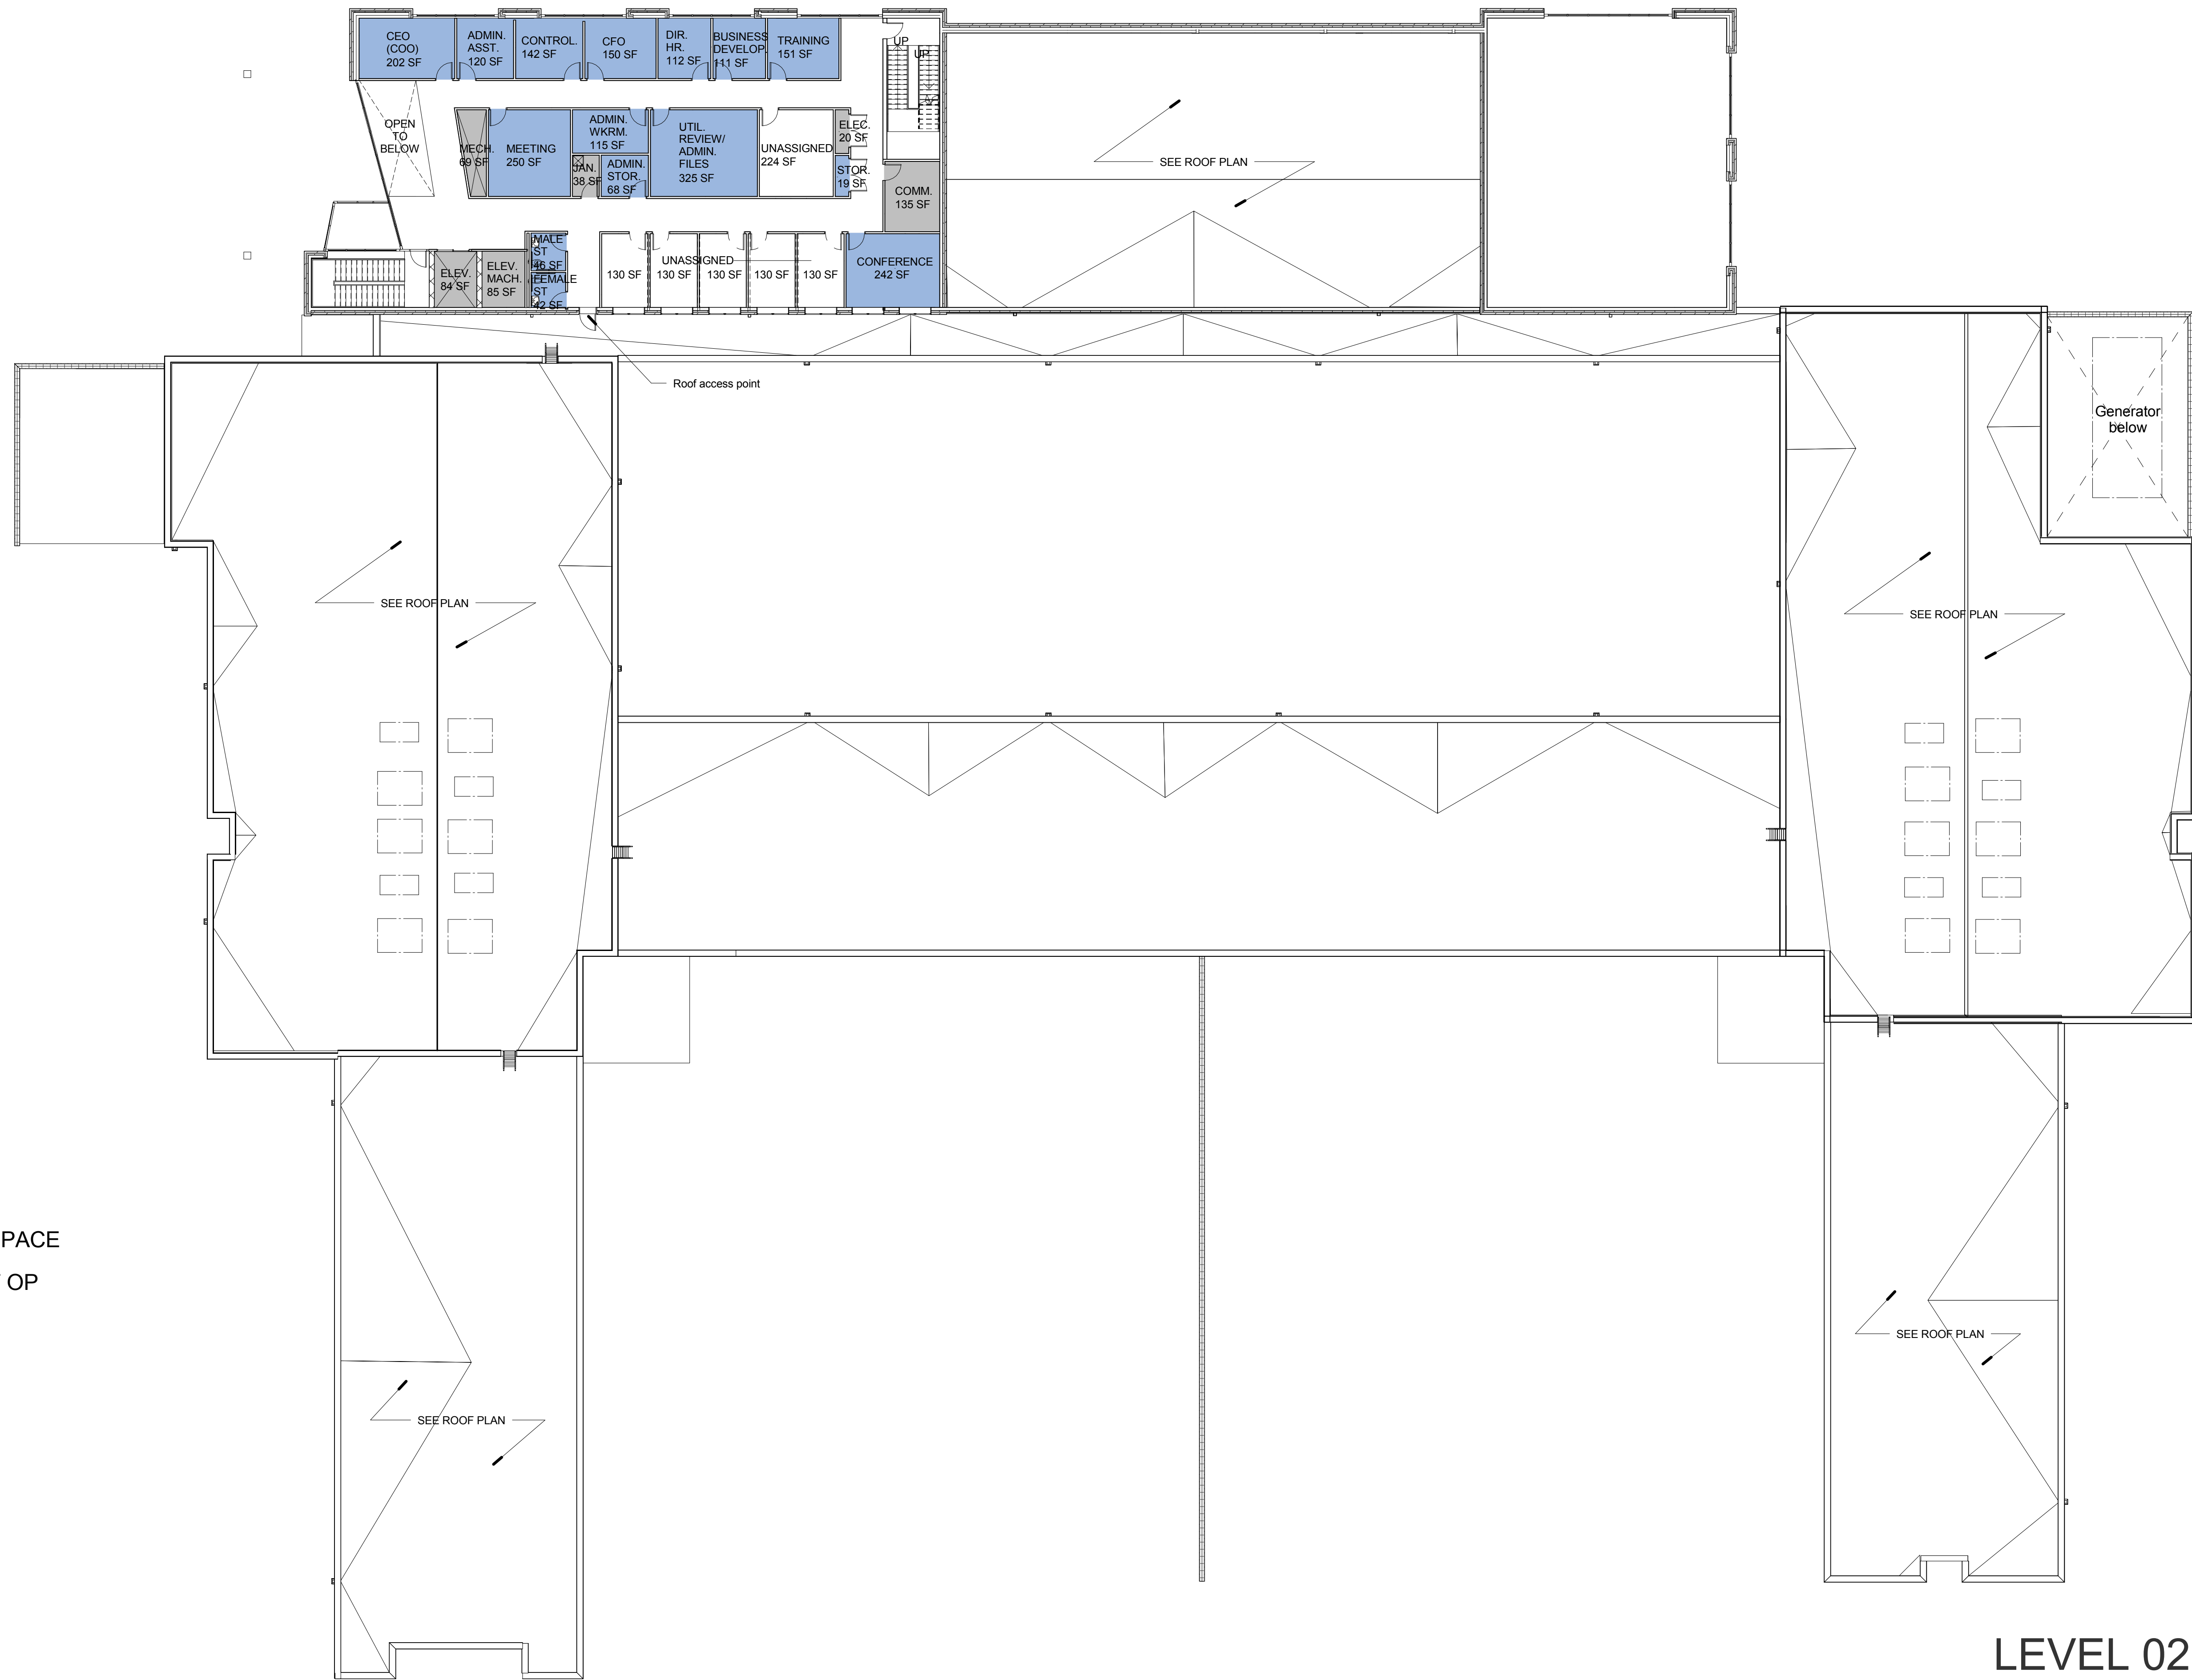 CEO
(COO)
202 SF
ADMIN.
ASST.
120 SF
CONTROL.
142 SF
CFO
150 SF
DIR.
HR.
112 SF
BUSINESS
DEVELOP.
111 SF
TRAINING
151 SF
UP
UP
OPEN
TO
BELOW
MECH.
69 SF
MEETING
250 SF
ADMIN.
WKRM.
115 SF
JAN.
38 SF
ADMIN.
STOR.
68 SF
UTIL.
REVIEW/
ADMIN.
FILES
325 SF
UNASSIGNED
224 SF
ELEC.
20 SF
STOR.
19 SF
COMM.
135 SF
SEE ROOF PLAN
ELEV.
84 SF
ELEV.
MACH.
85 SF
MALE
ST
46 SF
FEMALE
ST
42 SF
UNASSIGNED
130 SF
130 SF
130 SF
130 SF
130 SF
CONFERENCE
242 SF
Roof access point
Generator
below
SEE ROOF PLAN
SEE ROOF PLAN
PACE
OP
SEE ROOF PLAN
SEE ROOF PLAN
LEVEL 02